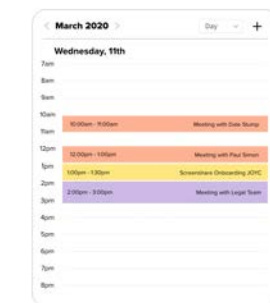 < March 2020 >
Day
+
Wednesday, 11th
7am
8am
9am
10am
10:00am - 11:00am Meeting with Dale Stump
11am
12pm
12:00pm - 1:00pm Meeting with Paul Simon
1pm
1:00pm - 1:30pm Screenshare Onboarding JOYC
2pm
2:00pm - 3:00pm Meeting with Legal Team
3pm
4pm
5pm
6pm
7pm
8pm